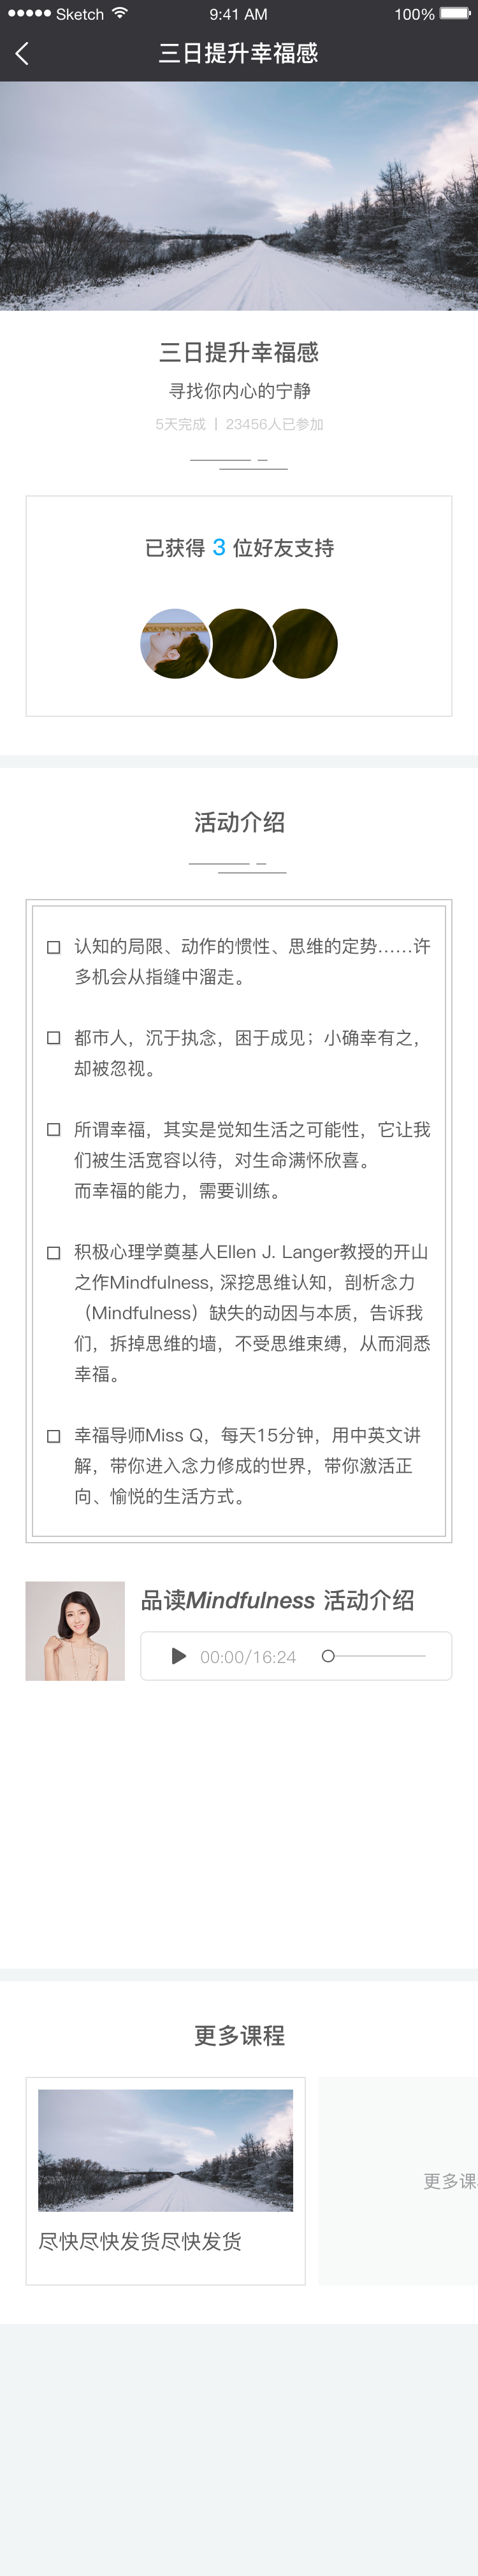 Sketch 9:41 AM 100%
三日提升幸福感
三日提升幸福感
寻找你内心的宁静
5天完成 | 23456人已参加
已获得 3 位好友支持
活动介绍
认知的局限、动作的惯性、思维的定势……许
多机会从指缝中溜走。
都市人，沉于执念，困于成见；小确幸有之，
却被忽视。
所谓幸福，其实是觉知生活之可能性，它让我
们被生活宽容以待，对生命满怀欣喜。
而幸福的能力，需要训练。
积极心理学奠基人Ellen J. Langer教授的开山
之作Mindfulness, 深挖思维认知，剖析念力
（Mindfulness）缺失的动因与本质，告诉我
们，拆掉思维的墙，不受思维束缚，从而洞悉
幸福。
幸福导师Miss Q，每天15分钟，用中英文讲
解，带你进入念力修成的世界，带你激活正
向、愉悦的生活方式。
品读Mindfulness 活动介绍
00:00/16:24
更多课程
尽快尽快发货尽快发货
更多课